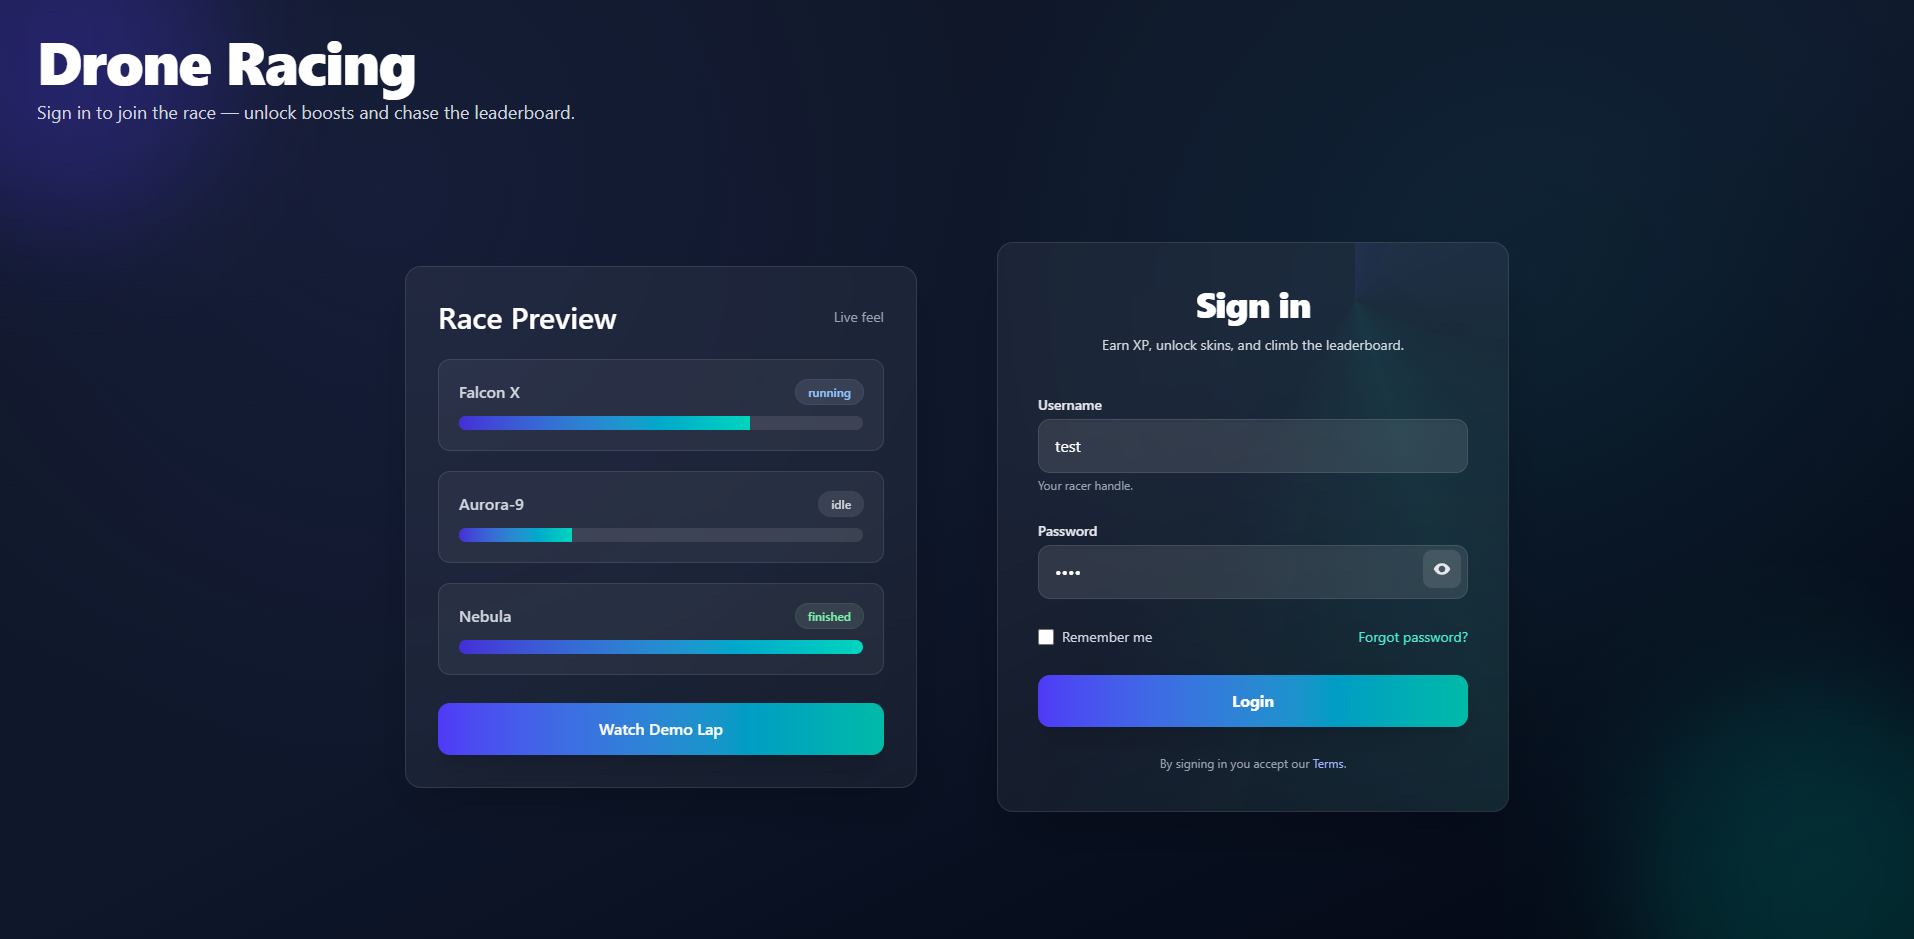 Drone Racing
Sign in to join the race — unlock boosts and chase the leaderboard.
Race Preview
Live feel
Falcon X
running
Aurora-9
idle
Nebula
finished
Watch Demo Lap
Sign in
Earn XP, unlock skins, and climb the leaderboard.
Username
test
Your racer handle.
Password
••••
Remember me
Forgot password?
Login
By signing in you accept our Terms.